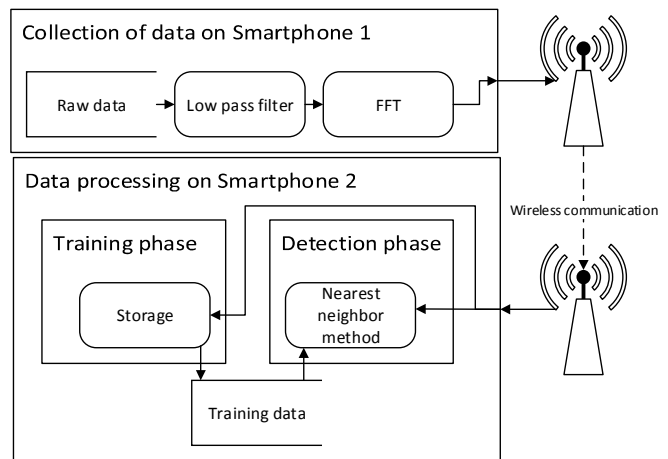 Collection of data on Smartphone 1
Raw data
Low pass filter
FFT
Data processing on Smartphone 2
Wireless communication
Training phase
Detection phase
Storage
Nearest
neighbor
method
Training data